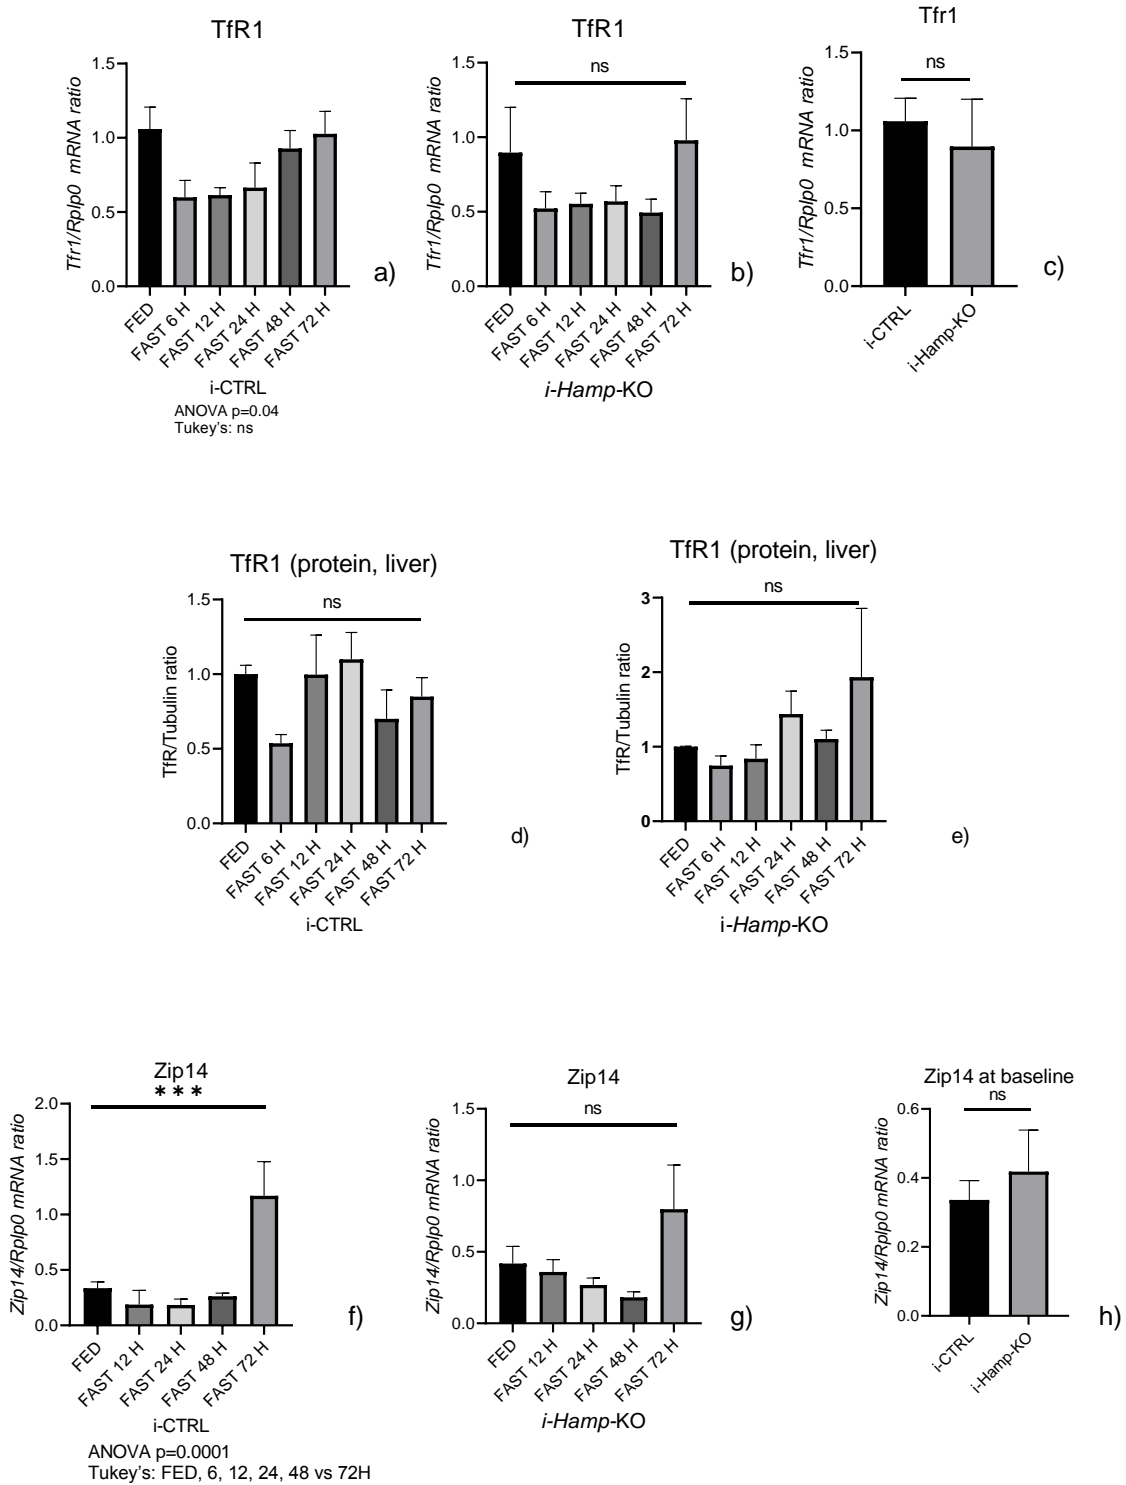 TfR1
Tfr1/Rplp0 mRNA ratio
1.5
1.0
0.5
0.0
FED
FAST 6 H
FAST 12 H
FAST 24 H
FAST 48 H
FAST 72 H
i-CTRL
ANOVA p=0.04
Tukey's: ns
a)
TfR1
ns
Tfr1/Rplp0 mRNA ratio
1.5
1.0
0.5
0.0
FED
FAST 6 H
FAST 12 H
FAST 24 H
FAST 48 H
FAST 72 H
i-Hamp-KO
b)
Tfr1
ns
Tfr1/Rplp0 mRNA ratio
1.5
1.0
0.5
0.0
i-CTRL
i-Hamp-KO
c)
TfR1 (protein, liver)
ns
TfR/Tubulin ratio
1.5
1.0
0.5
0.0
FED
FAST 6 H
FAST 12 H
FAST 24 H
FAST 48 H
FAST 72 H
i-CTRL
d)
TfR1 (protein, liver)
ns
TfR/Tubulin ratio
3
2
1
0
FED
FAST 6 H
FAST 12 H
FAST 24 H
FAST 48 H
FAST 72 H
i-Hamp-KO
e)
Zip14
***
Zip14/Rplp0 mRNA ratio
2.0
1.5
1.0
0.5
0.0
FED
FAST 12 H
FAST 24 H
FAST 48 H
FAST 72 H
i-CTRL
ANOVA p=0.0001
Tukey's: FED, 6, 12, 24, 48 vs 72H
f)
Zip14
ns
Zip14/Rplp0 mRNA ratio
1.5
1.0
0.5
0.0
FED
FAST 12 H
FAST 24 H
FAST 48 H
FAST 72 H
i-Hamp-KO
g)
Zip14 at baseline
ns
Zip14/Rplp0 mRNA ratio
0.6
0.4
0.2
0.0
i-CTRL
i-Hamp-KO
h)